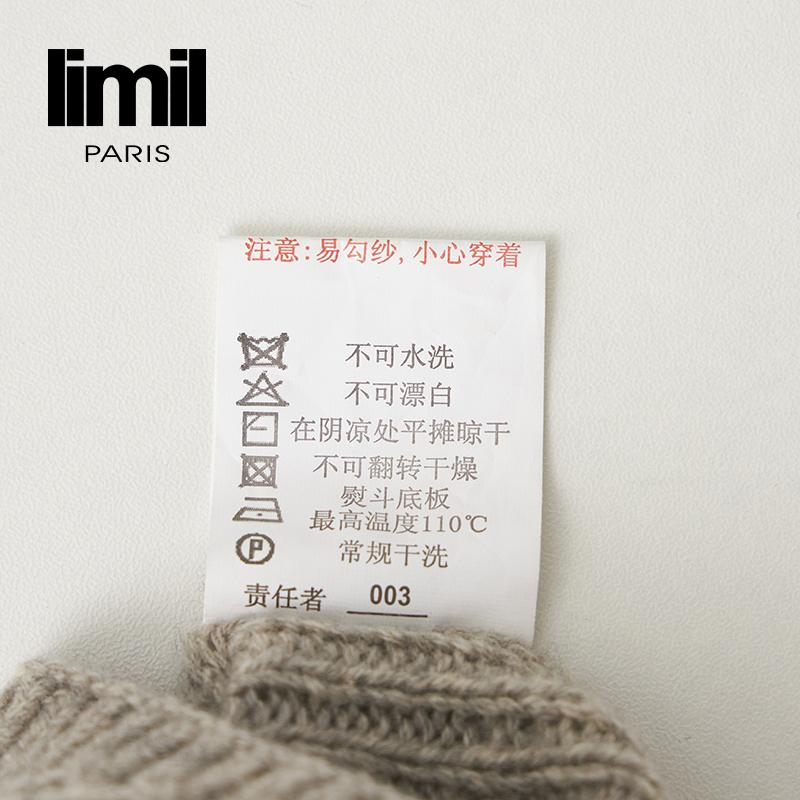 limil
PARIS
注意:易勾纱,小心穿着
不可水洗
不可漂白
在阴凉处平摊晾干
不可翻转干燥
熨斗底板
最高温度110℃
P
常规干洗
责任者 003